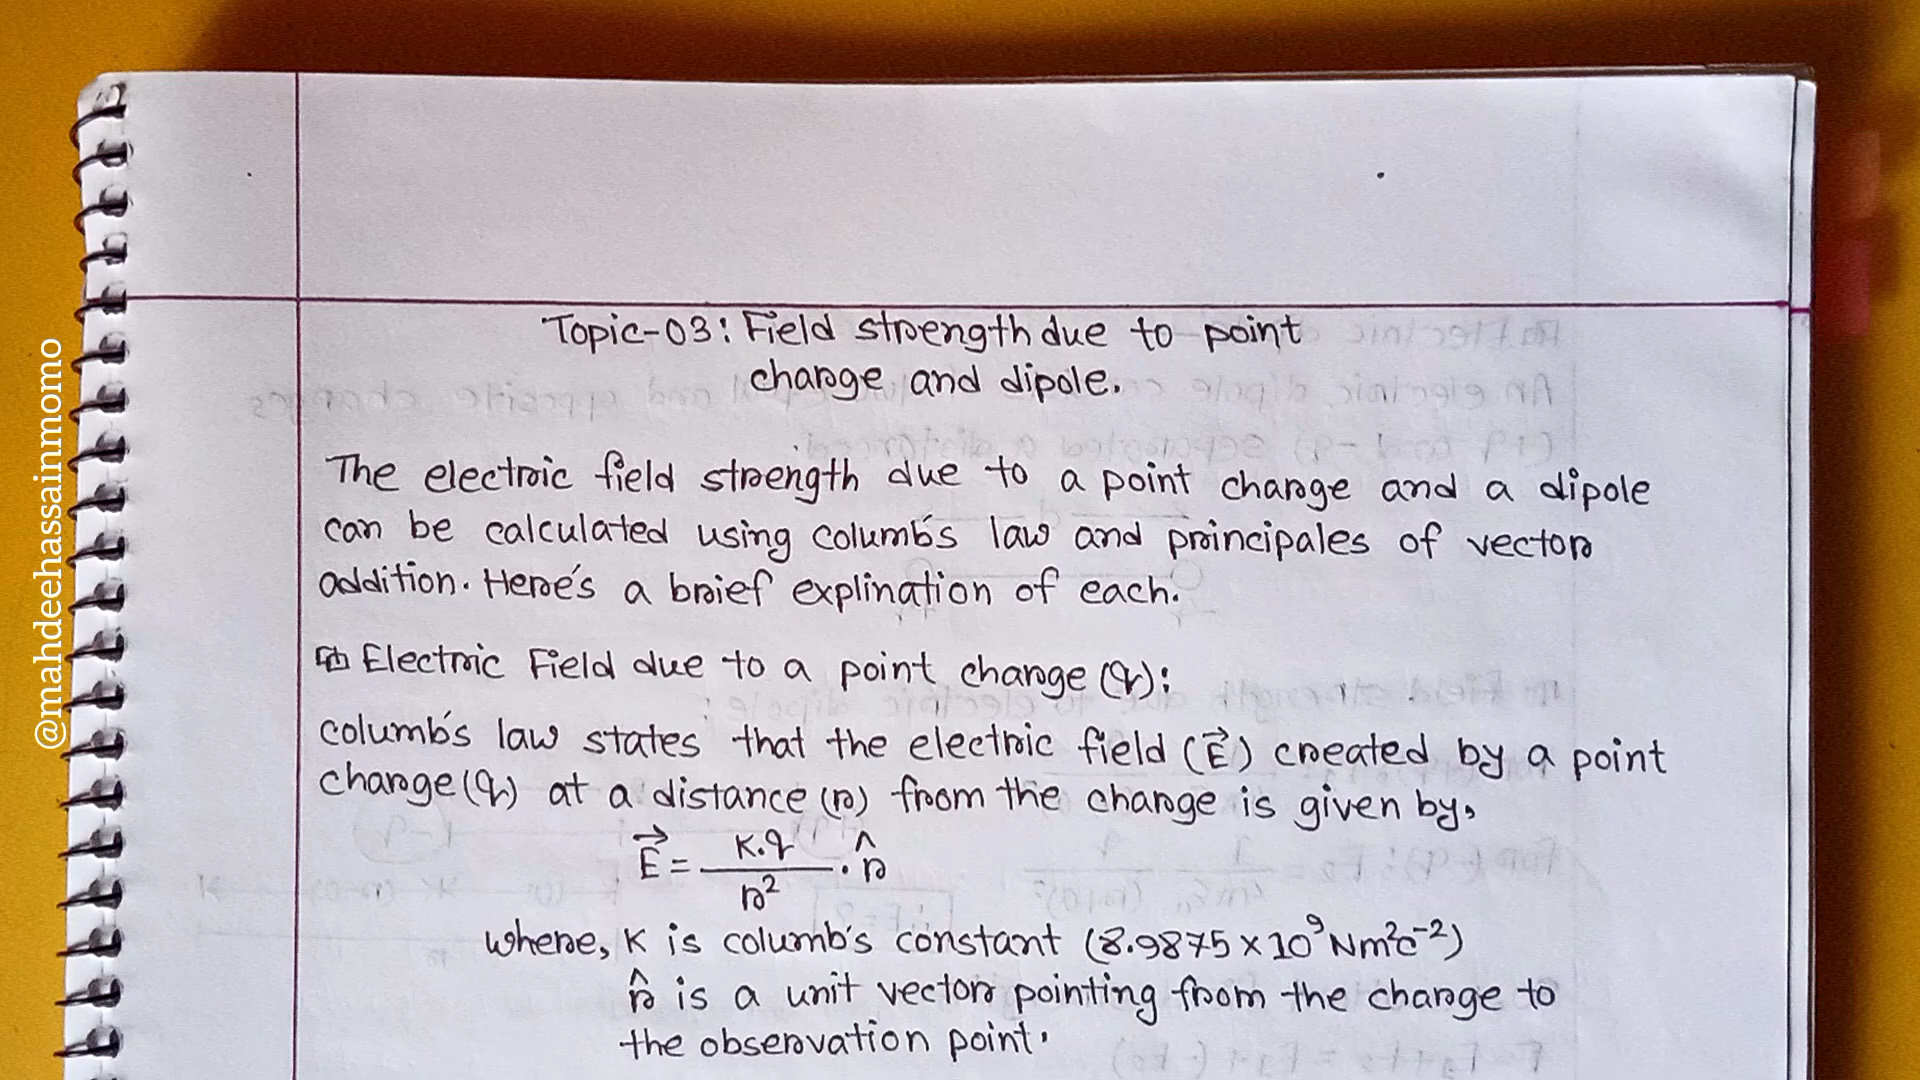 @mahdeehassainmomo
Topic-03: Field strength due to point
charge and dipole.
The electric field strength due to a point charge and a dipole
can be calculated using columb's law and principales of vector
addition. Here's a brief explination of each.
Electric Field due to a point charge (q):
columb's law states that the electric field (E⃗) created by a point
charge (q) at a distance (r) from the charge is given by,
E⃗ = K.q / r² . r̂
where, K is columb's constant (8.9875 × 10⁹ Nm²c⁻²)
r̂ is a unit vector pointing from the charge to
the observation point.